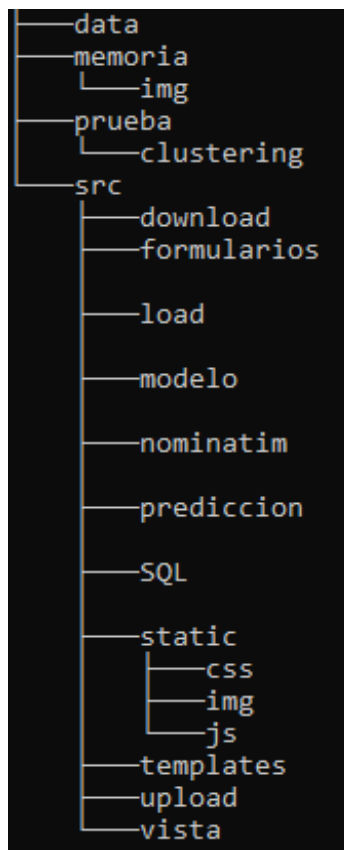 data
memoria
img
prueba
clustering
src
download
formularios
load
modelo
nominatim
prediccion
SQL
static
css
img
js
templates
upload
vista